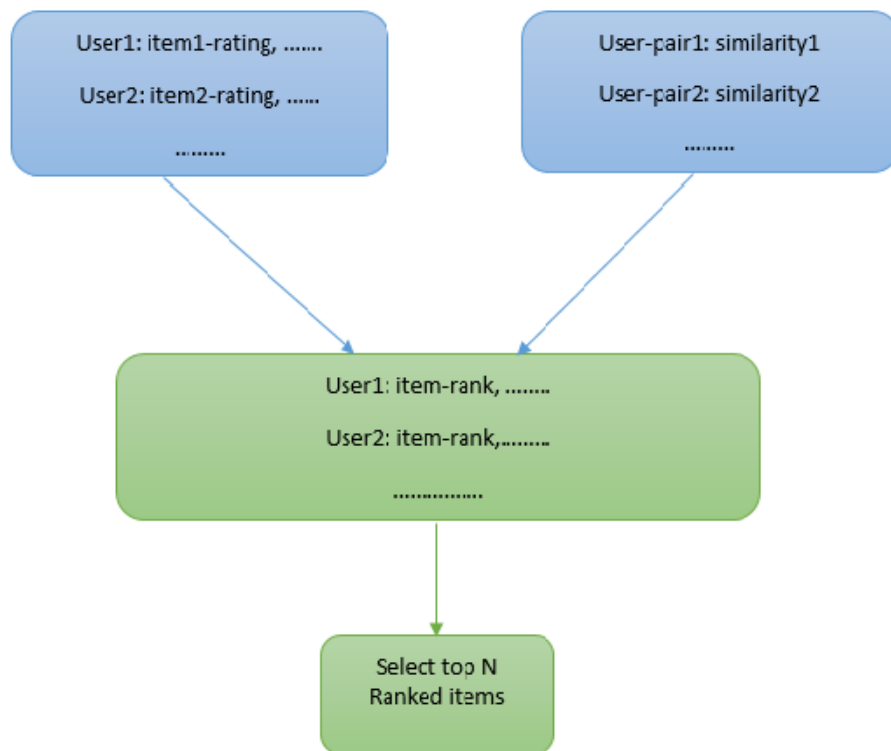 User1: item1-rating, .......
User2: item2-rating, ......
.........
User-pair1: similarity1
User-pair2: similarity2
.........
User1: item-rank, ........
User2: item-rank,.........
................
Select top N
Ranked items